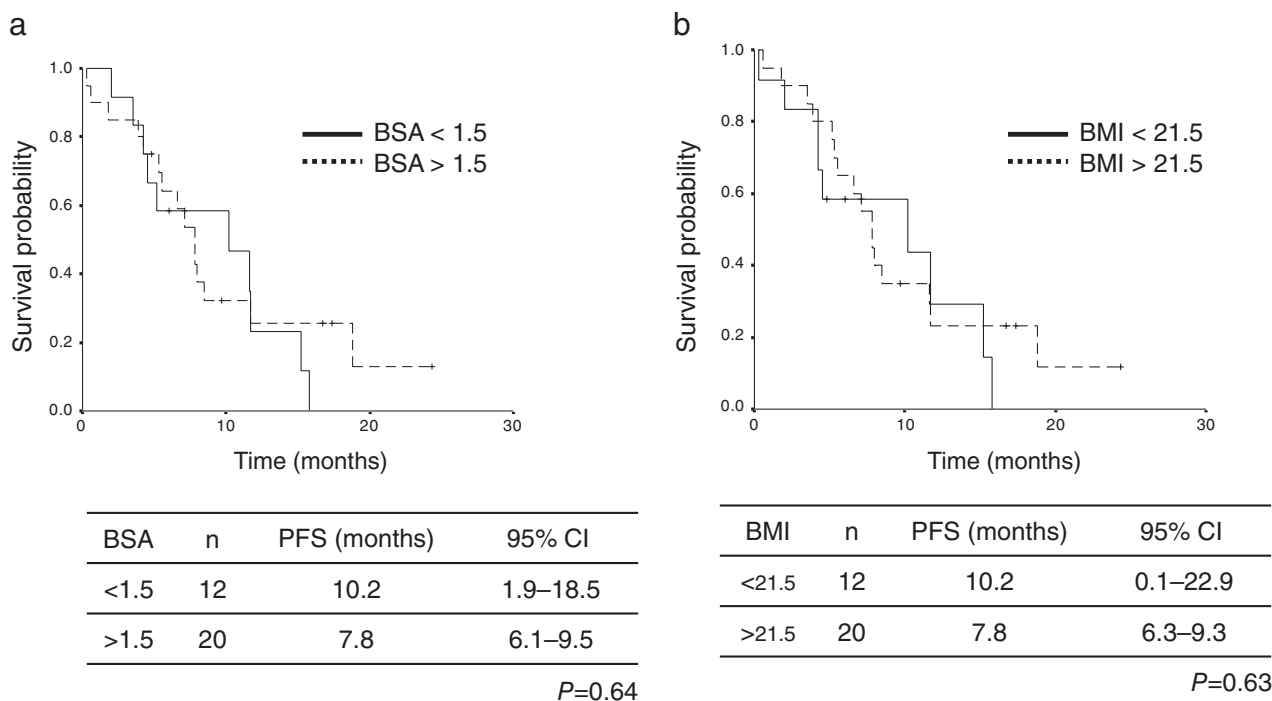 a
1.0
0.8
0.6
0.4
0.2
0.0
Survival probability
BSA < 1.5
BSA > 1.5
0 10 20 30
Time (months)
BSA n PFS (months) 95% CI
<1.5 12 10.2 1.9–18.5
>1.5 20 7.8 6.1–9.5
P=0.64
b
1.0
0.8
0.6
0.4
0.2
0.0
Survival probability
BMI < 21.5
BMI > 21.5
0 10 20 30
Time (months)
BMI n PFS (months) 95% CI
<21.5 12 10.2 0.1–22.9
>21.5 20 7.8 6.3–9.3
P=0.63